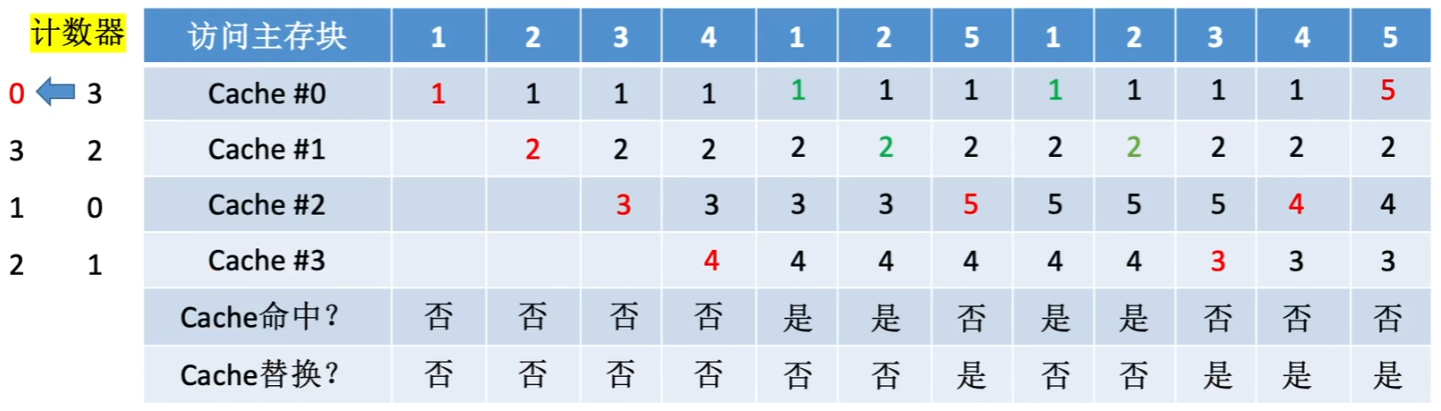 计数器 访问主存块 1 2 3 4 1 2 5 1 2 3 4 5
0 3 Cache #0 1 1 1 1 1 1 1 1 1 1 1 5
3 2 Cache #1 2 2 2 2 2 2 2 2 2 2 2
1 0 Cache #2 3 3 3 3 5 5 5 5 4 4
2 1 Cache #3 4 4 4 4 4 4 3 3 3
Cache命中? 否 否 否 否 是 是 否 是 是 否 否 否
Cache替换? 否 否 否 否 否 否 是 否 否 是 是 是